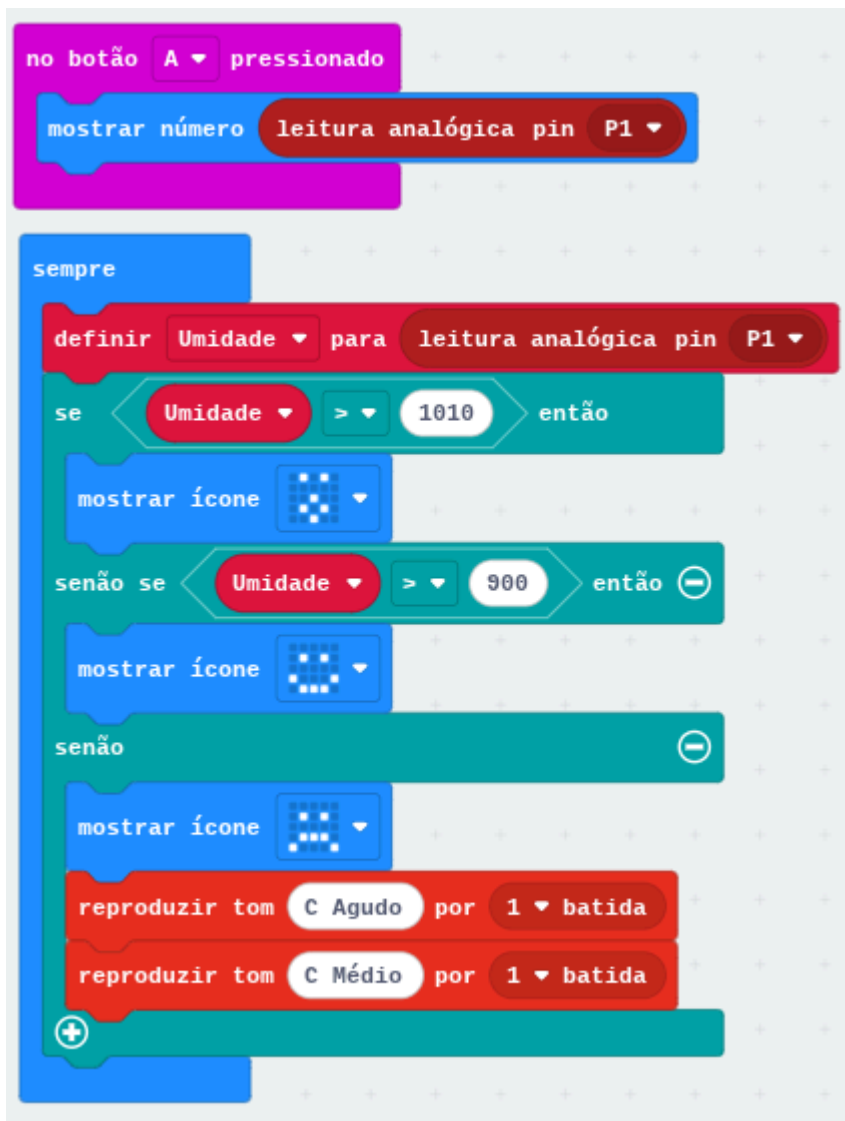 no botão A pressionado
mostrar número leitura analógica pin P1
sempre
definir Umidade para leitura analógica pin P1
se Umidade > 1010 então
mostrar ícone
senão se Umidade > 900 então
mostrar ícone
senão
mostrar ícone
reproduzir tom C Agudo por 1 batida
reproduzir tom C Médio por 1 batida